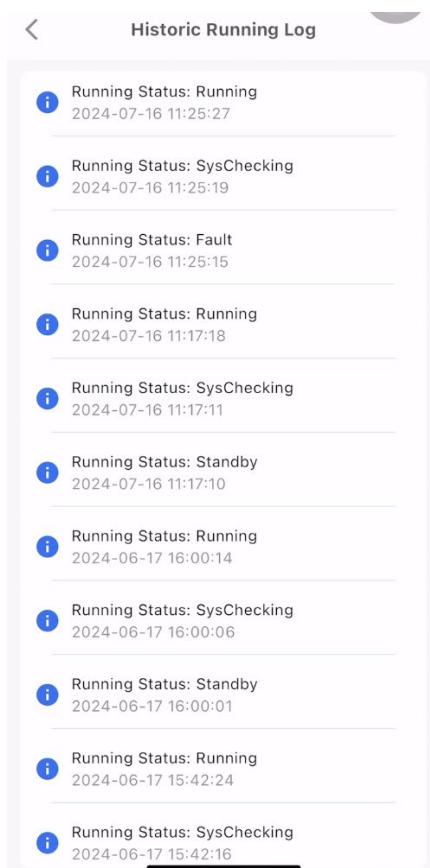 Historic Running Log
Running Status: Running
2024-07-16 11:25:27
Running Status: SysChecking
2024-07-16 11:25:19
Running Status: Fault
2024-07-16 11:25:15
Running Status: Running
2024-07-16 11:17:18
Running Status: SysChecking
2024-07-16 11:17:11
Running Status: Standby
2024-07-16 11:17:10
Running Status: Running
2024-06-17 16:00:14
Running Status: SysChecking
2024-06-17 16:00:06
Running Status: Standby
2024-06-17 16:00:01
Running Status: Running
2024-06-17 15:42:24
Running Status: SysChecking
2024-06-17 15:42:16